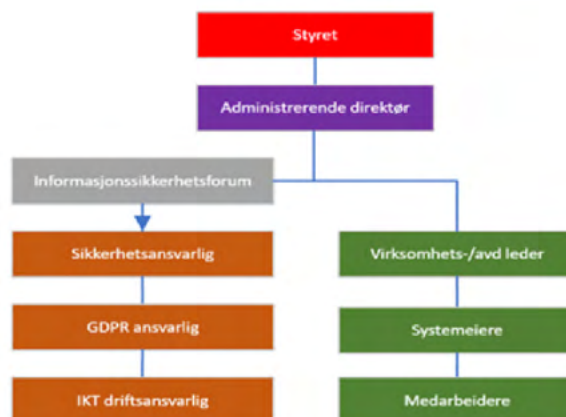 Styret
Administrerende direktør
Informasjonssikkerhetsforum
Sikkerhetsansvarlig
Virksomhets-/avd leder
GDPR ansvarlig
Systemeiere
IKT driftsansvarlig
Medarbeidere